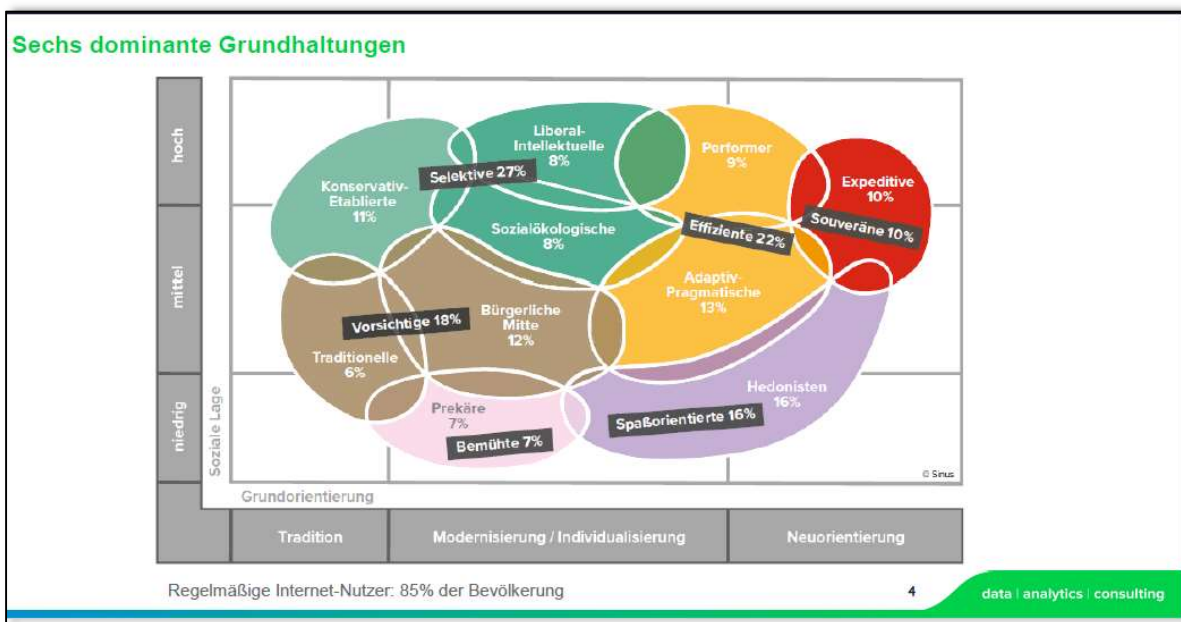 Sechs dominante Grundhaltungen
hoch
mittel
niedrig
Soziale Lage
Liberal-
Intellektuelle
8%
Performer
9%
Selektive 27%
Konservativ-
Etablierte
11%
Expeditive
10%
Sozialökologische
8%
Effiziente 22%
Souveräne 10%
Adaptiv-
Pragmatische
13%
Vorsichtige 18%
Bürgerliche
Mitte
12%
Traditionelle
6%
Hedonisten
16%
Prekäre
7%
Spaßorientierte 16%
Bemühte 7%
© Sinus
Grundorientierung
Tradition
Modernisierung / Individualisierung
Neuorientierung
Regelmäßige Internet-Nutzer: 85% der Bevölkerung
4
data | analytics | consulting